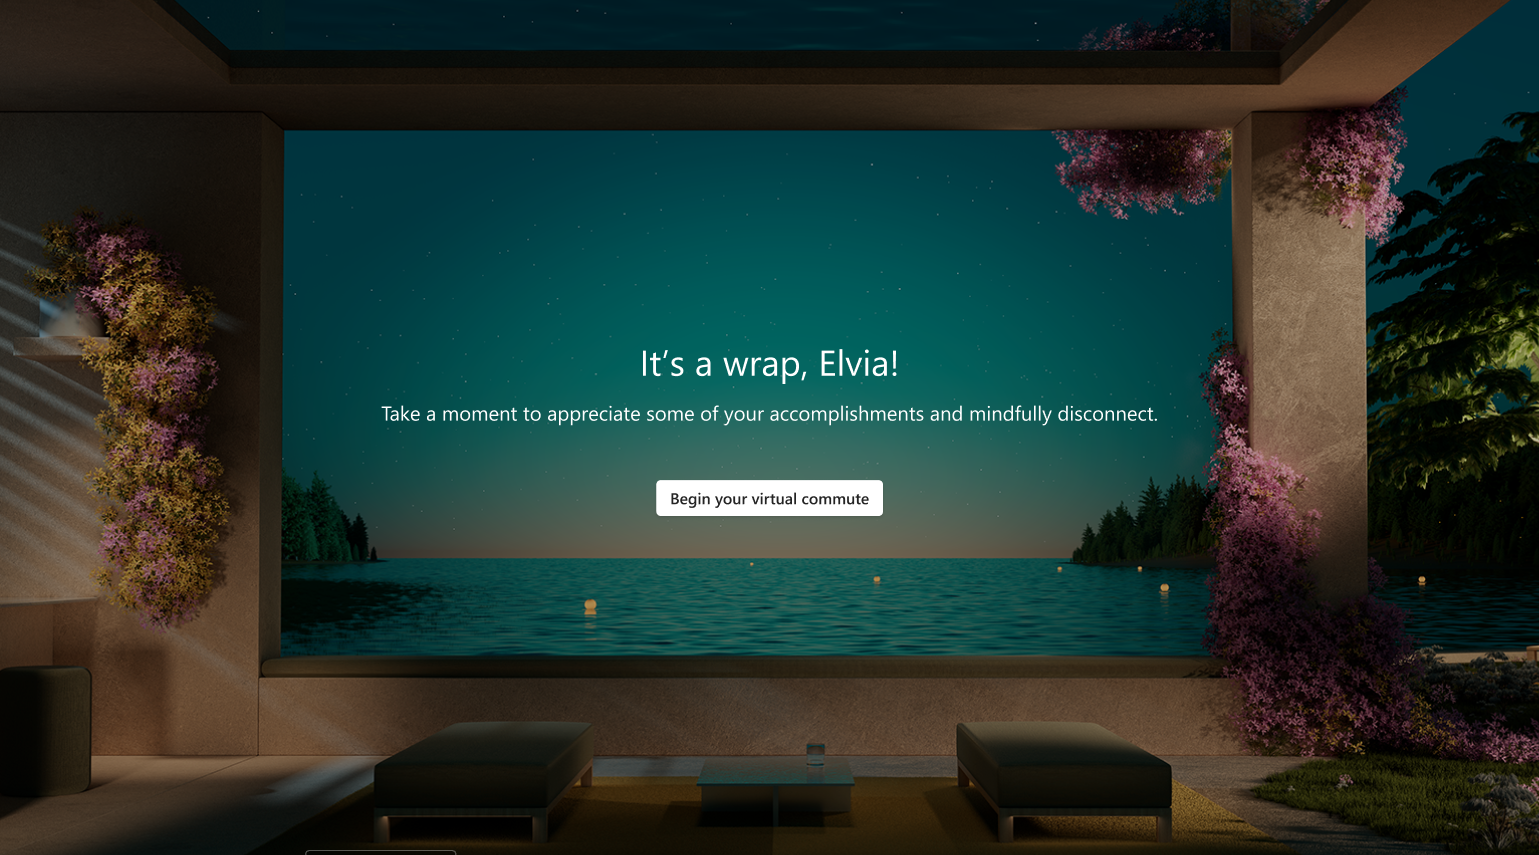 It's a wrap, Elvia!
Take a moment to appreciate some of your accomplishments and mindfully disconnect.
Begin your virtual commute